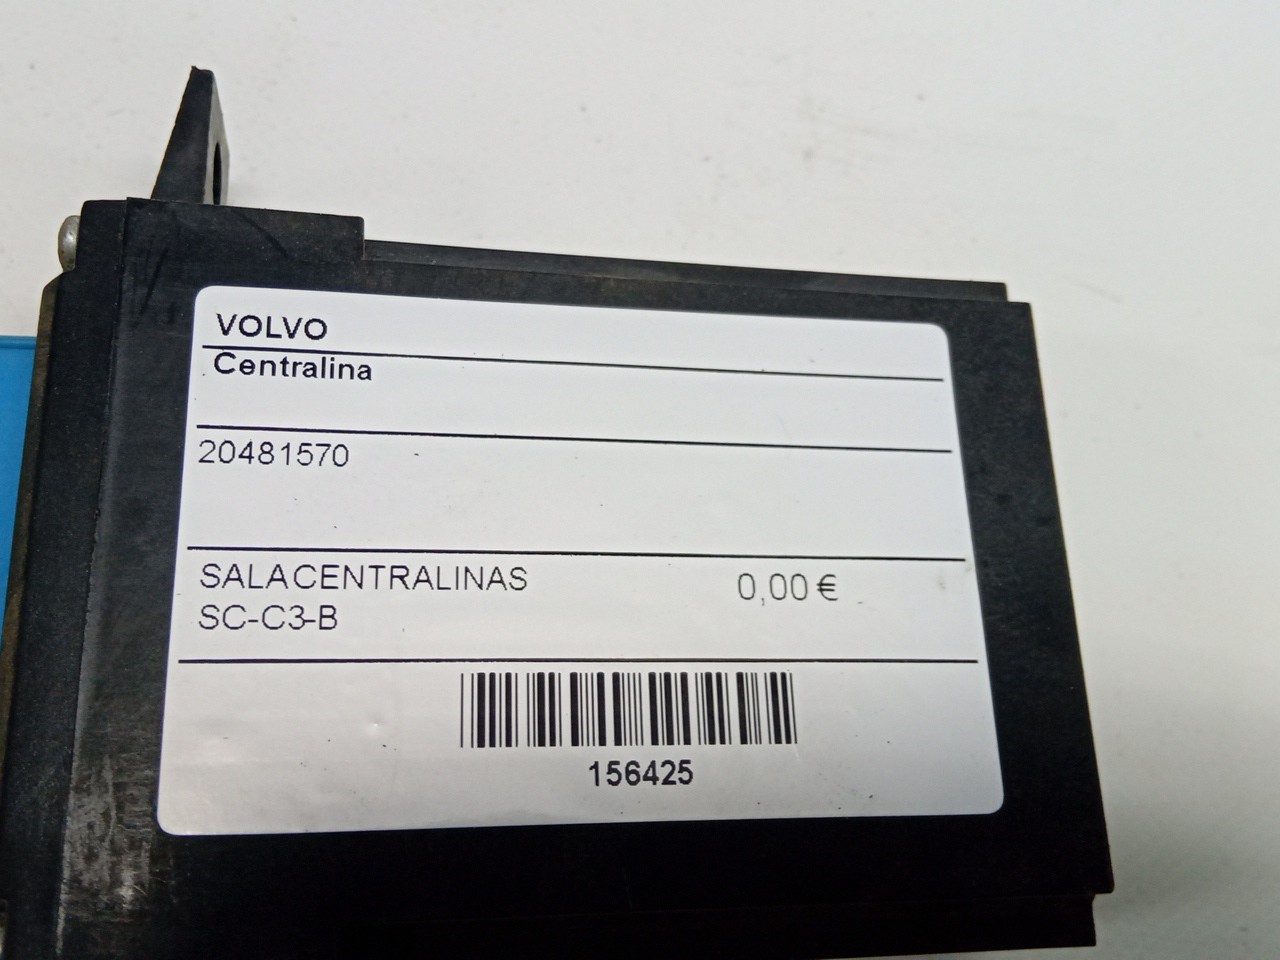 VOLVO
Centralina
20481570
SALACENTRALINAS 0,00 €
SC-C3-B
156425